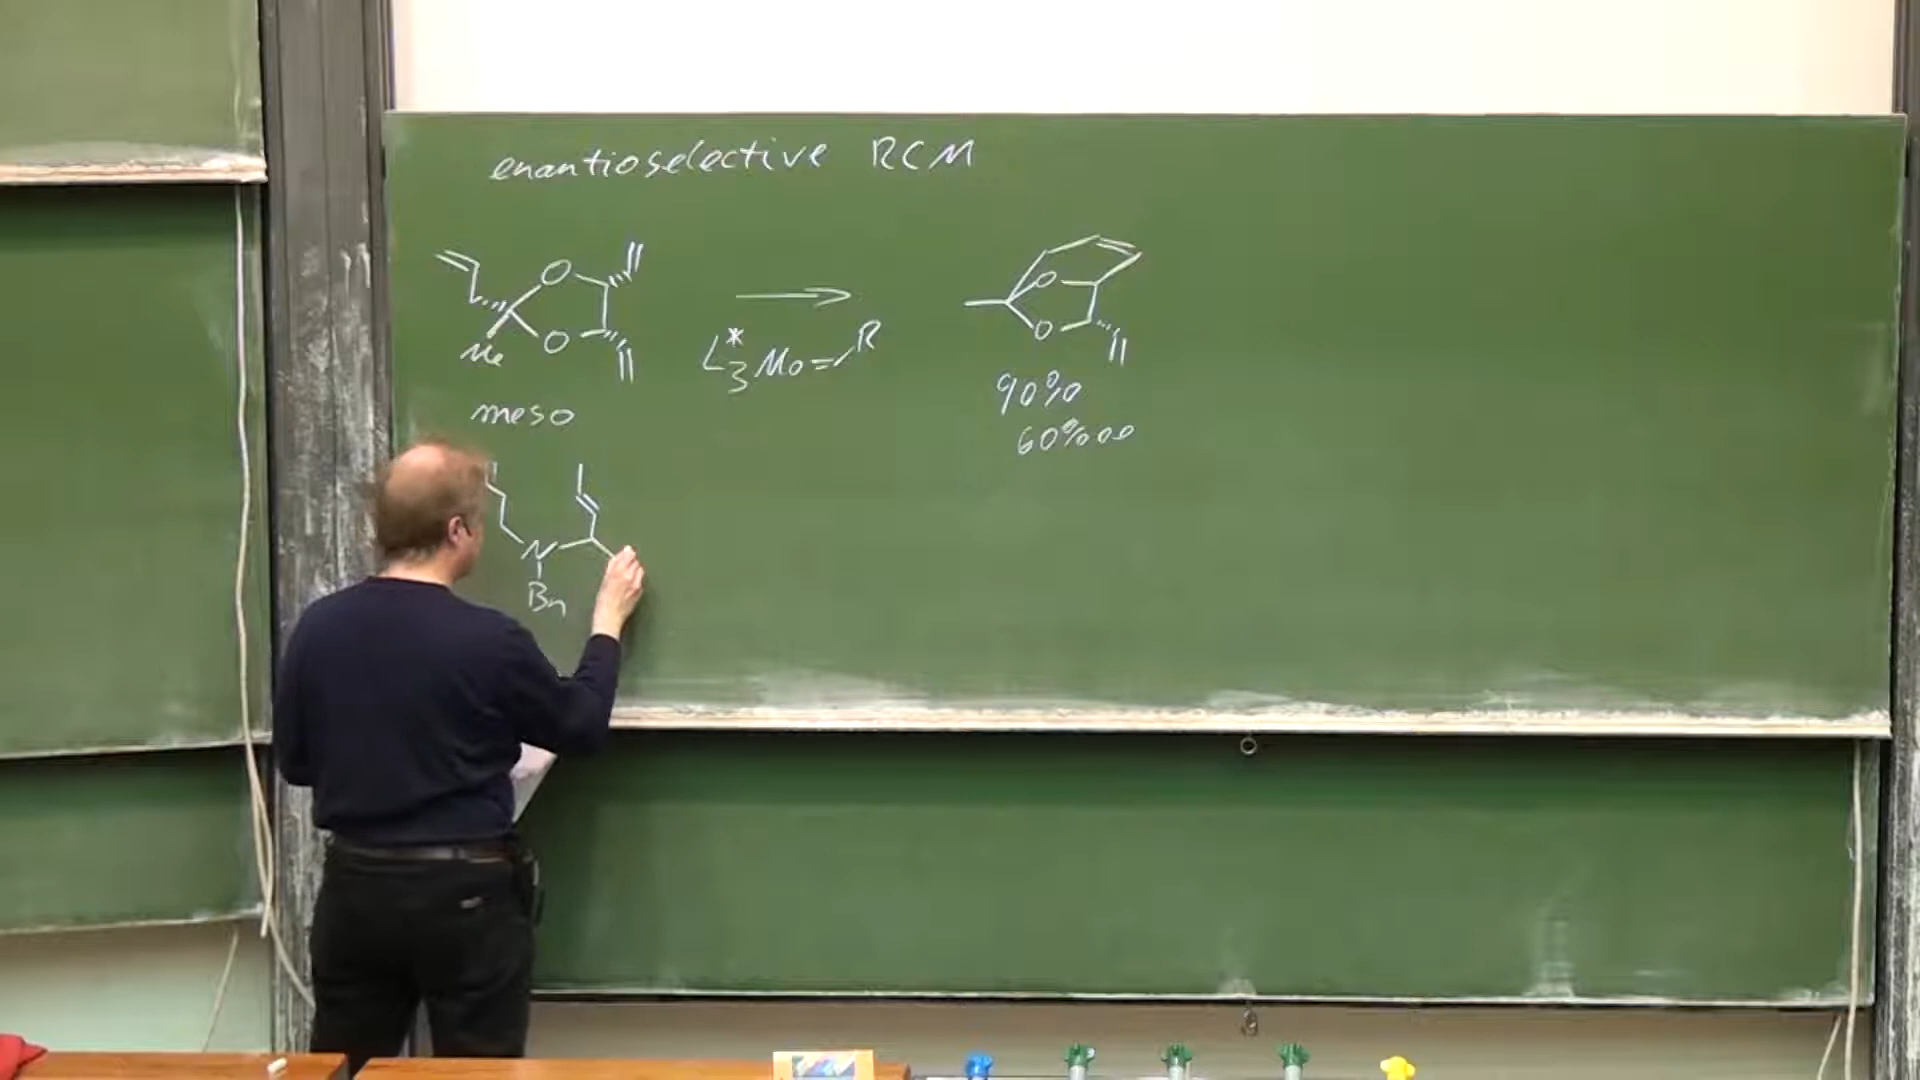 enantioselective RCM
O
O
Me
L*3Mo=R
O
O
meso
90%
60% ee
N
Bn